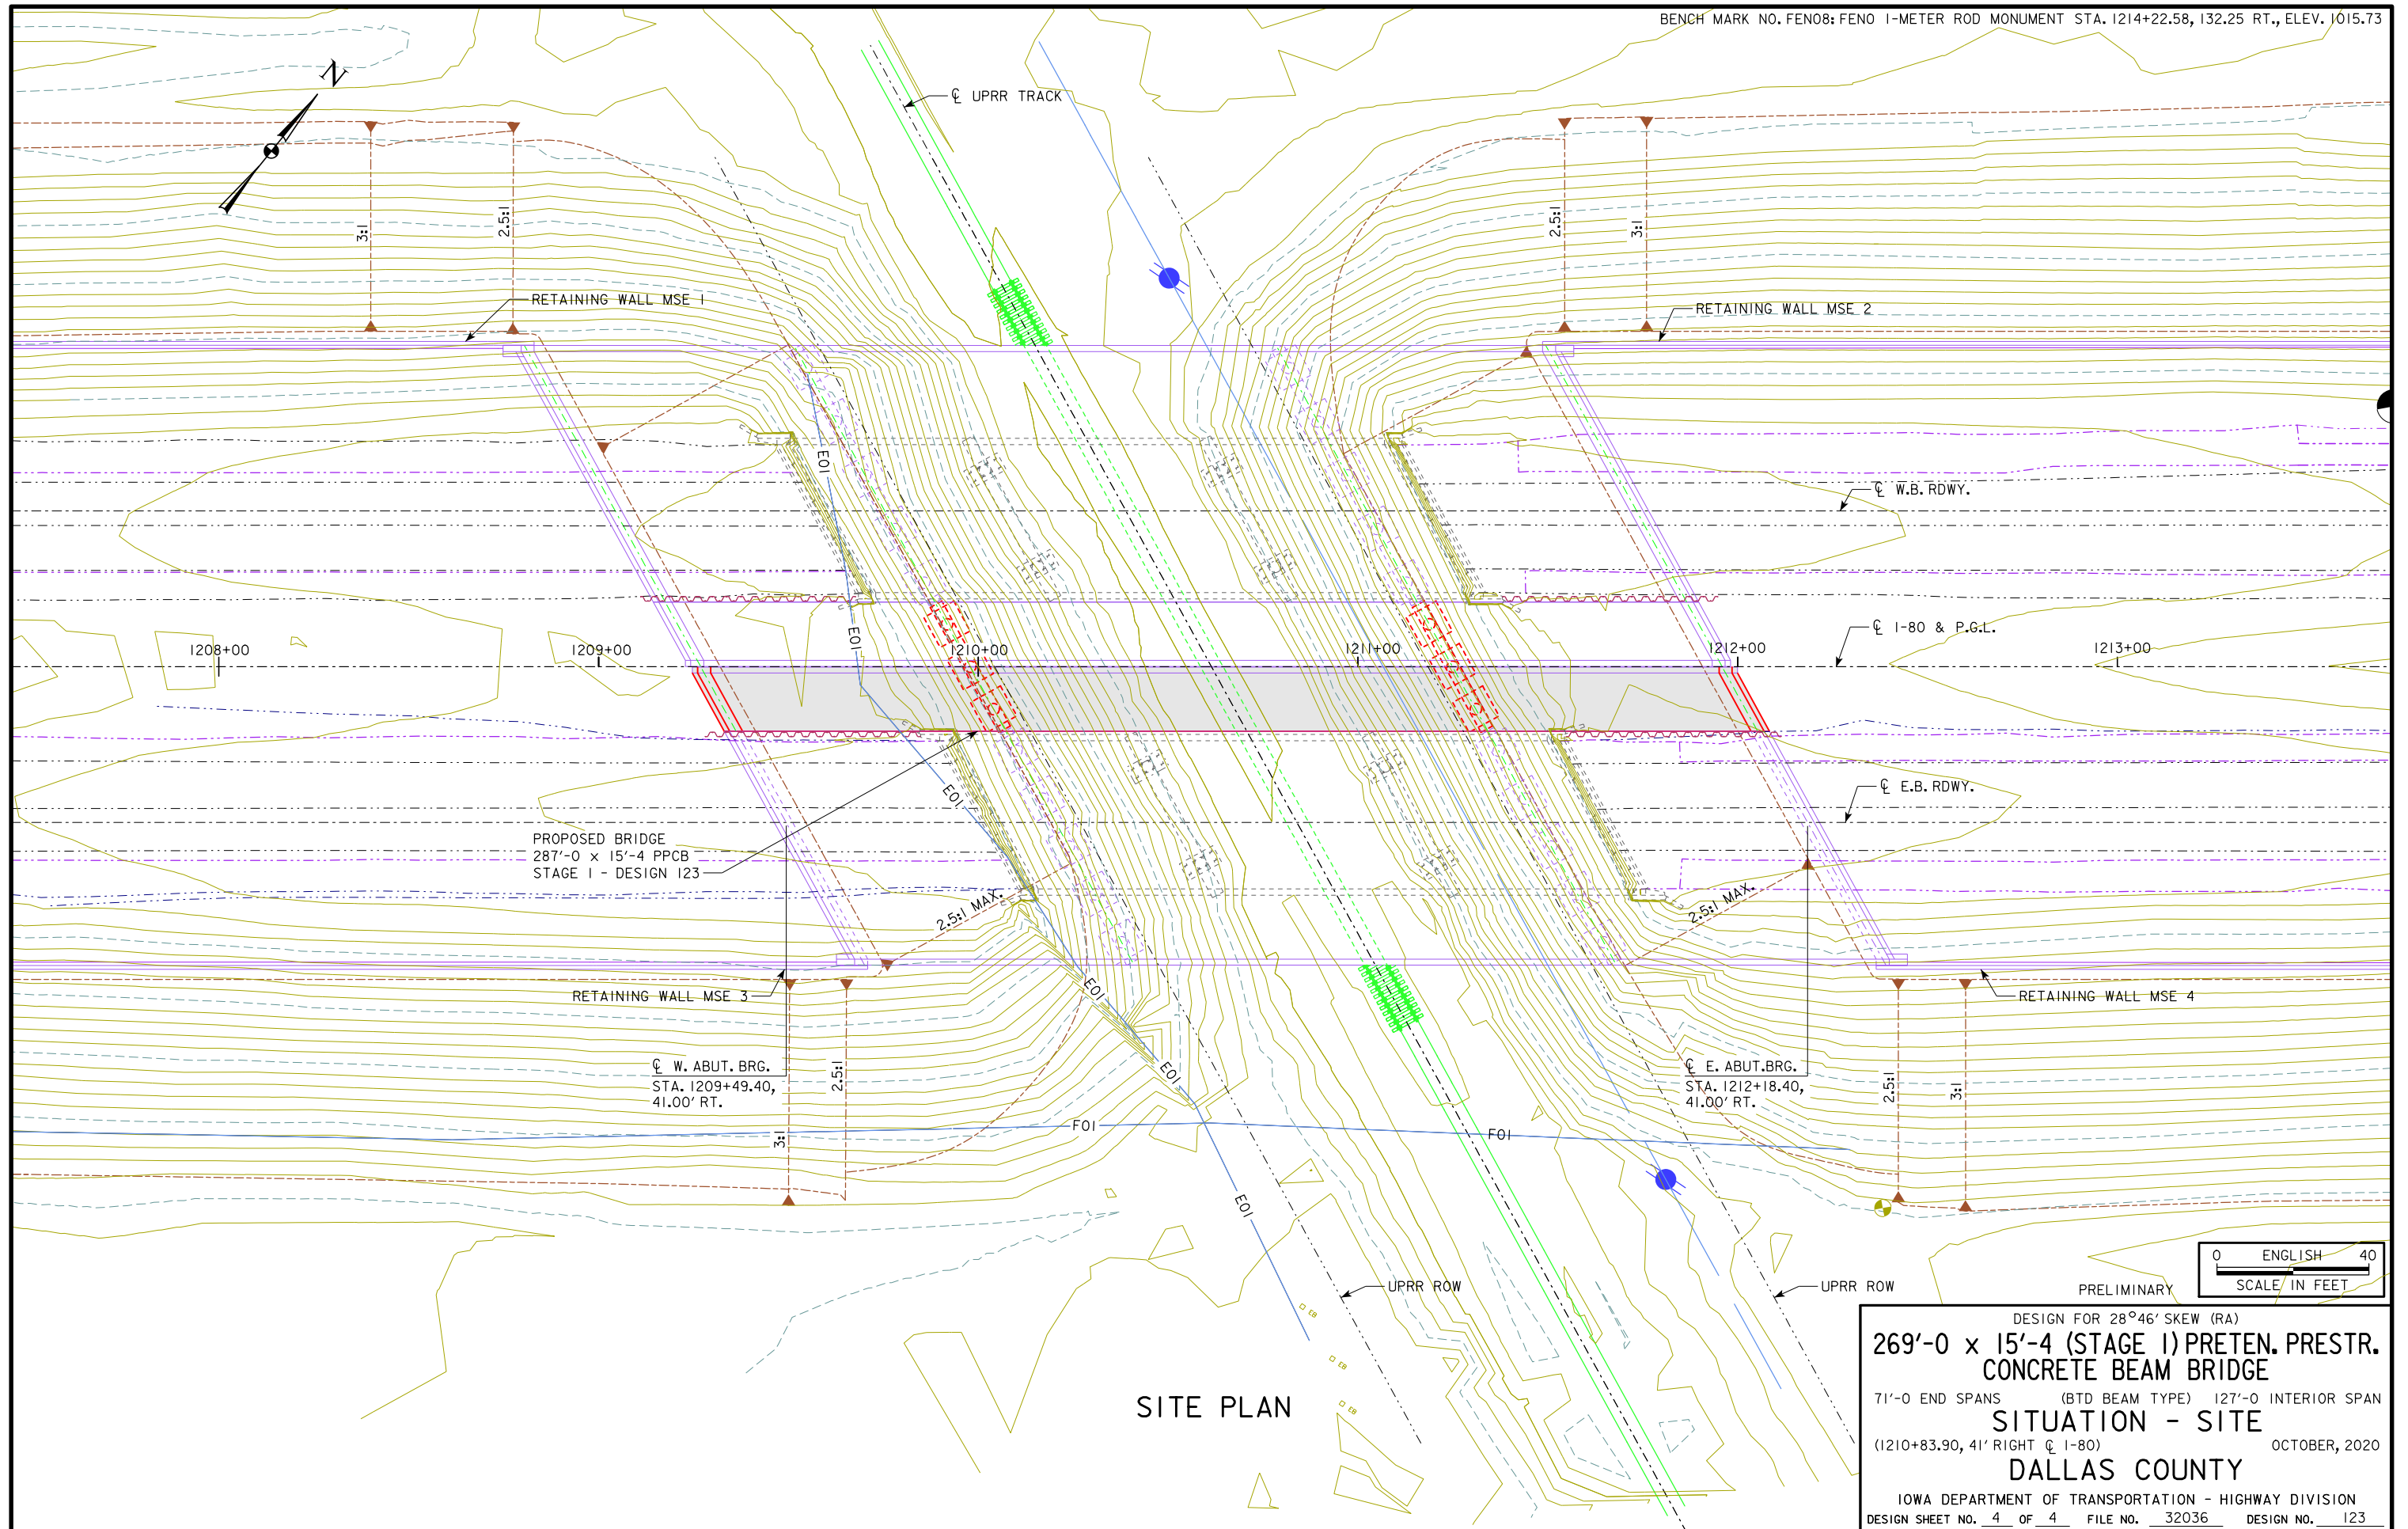 BENCH MARK NO. FENO8: FENO 1-METER ROD MONUMENT STA. 1214+22.58, 132.25 RT., ELEV. 1015.73
N
℄ UPRR TRACK
3:1
2.5:1
2.5:1
3:1
RETAINING WALL MSE 1
RETAINING WALL MSE 2
E01
℄ W.B. RDWY.
E01
℄ I-80 & P.G.L.
1208+00
1209+00
1210+00
1211+00
1212+00
1213+00
E01
℄ E.B. RDWY.
PROPOSED BRIDGE
287'-0 x 15'-4 PPCB
STAGE 1 - DESIGN 123
2.5:1 MAX.
2.5:1 MAX.
RETAINING WALL MSE 3
E01
RETAINING WALL MSE 4
℄ W. ABUT. BRG.
STA. 1209+49.40,
41.00' RT.
2.5:1
3:1
E01
℄ E. ABUT. BRG.
STA. 1212+18.40,
41.00' RT.
2.5:1
3:1
F01
F01
E01
UPRR ROW
UPRR ROW
EB
EB
EB
PRELIMINARY
0 ENGLISH 40
SCALE IN FEET
SITE PLAN
DESIGN FOR 28°46' SKEW (RA)
269'-0 x 15'-4 (STAGE 1) PRETEN. PRESTR.
CONCRETE BEAM BRIDGE
71'-0 END SPANS (BTD BEAM TYPE) 127'-0 INTERIOR SPAN
SITUATION - SITE
(1210+83.90, 41' RIGHT ℄ I-80) OCTOBER, 2020
DALLAS COUNTY
IOWA DEPARTMENT OF TRANSPORTATION - HIGHWAY DIVISION
DESIGN SHEET NO. 4 OF 4 FILE NO. 32036 DESIGN NO. 123